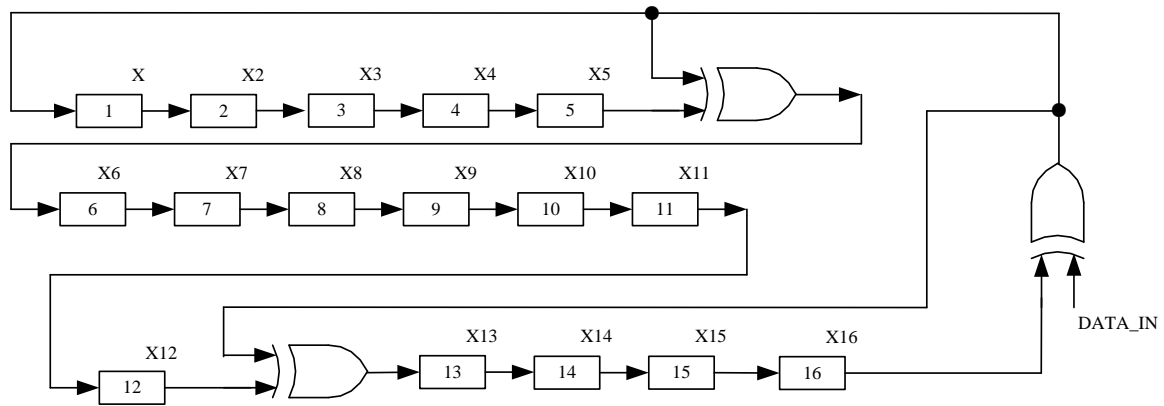 X X2 X3 X4 X5
1 2 3 4 5
X6 X7 X8 X9 X10 X11
6 7 8 9 10 11
DATA_IN
X12 X13 X14 X15 X16
12 13 14 15 16